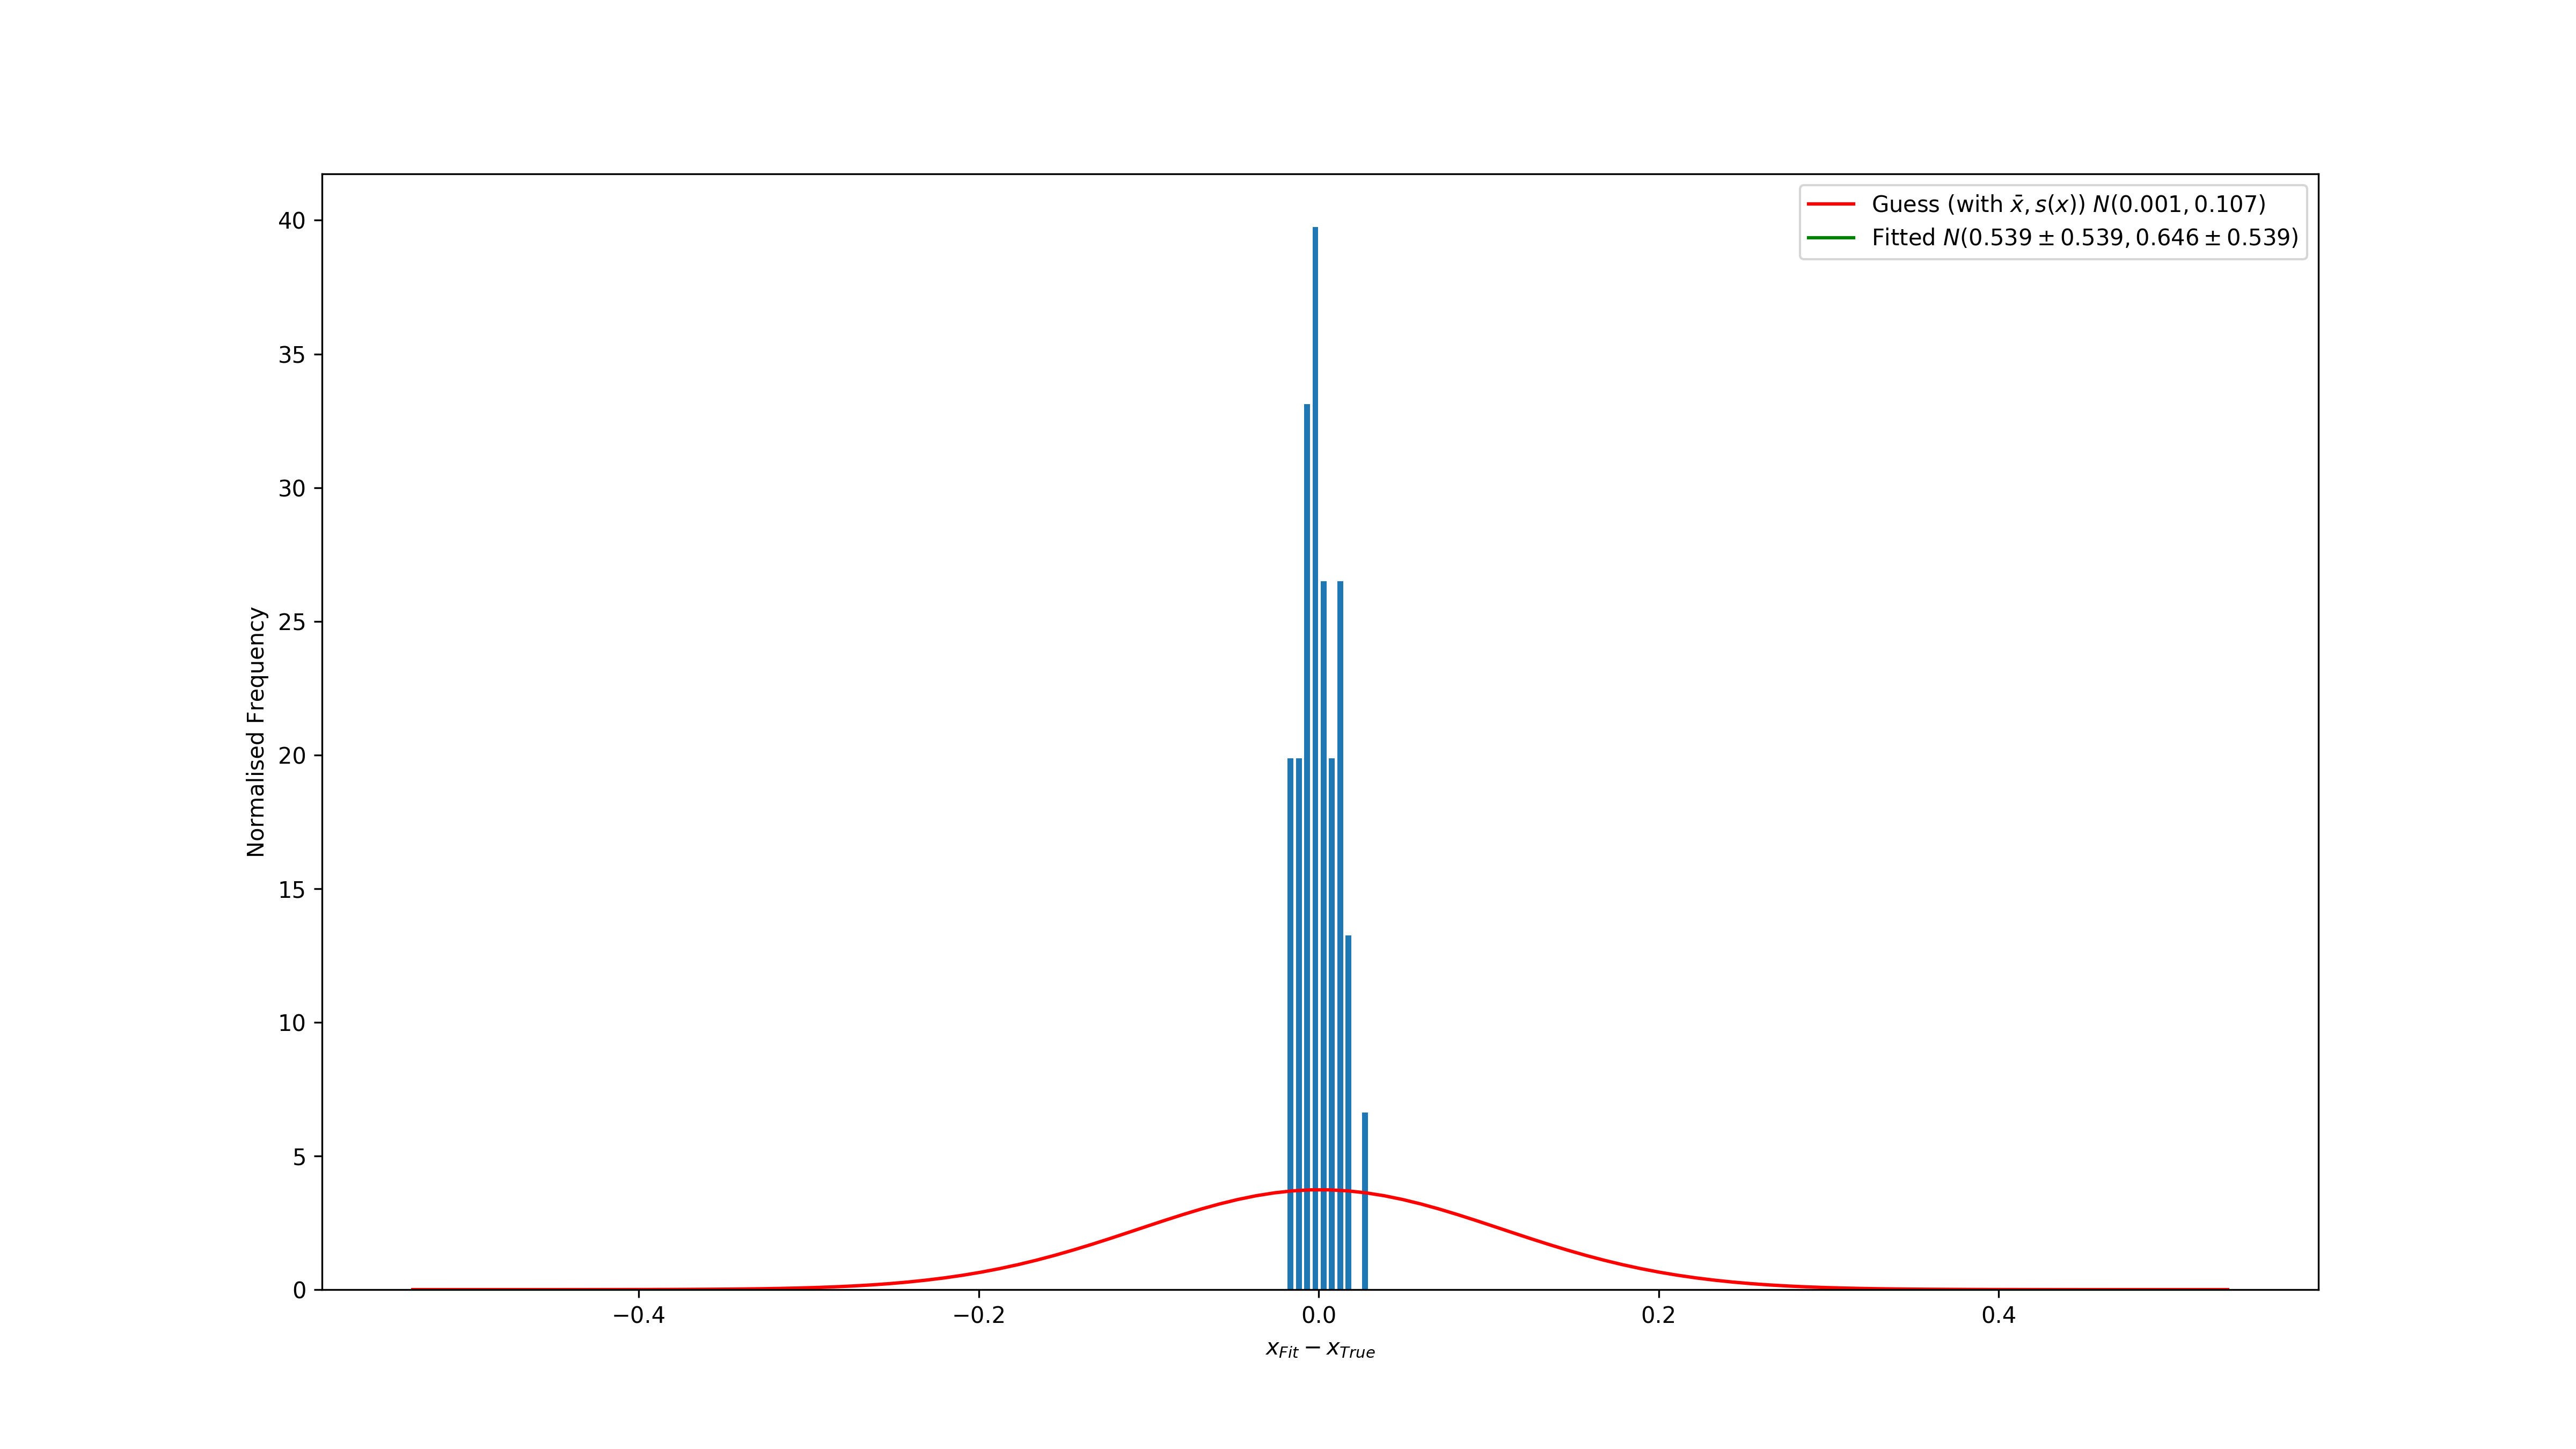 Guess (with x̄, s(x)) N(0.001, 0.107)
Fitted N(0.539 ± 0.539, 0.646 ± 0.539)
Normalised Frequency
40
35
30
25
20
15
10
5
0
−0.4 −0.2 0.0 0.2 0.4
x_Fit − x_True